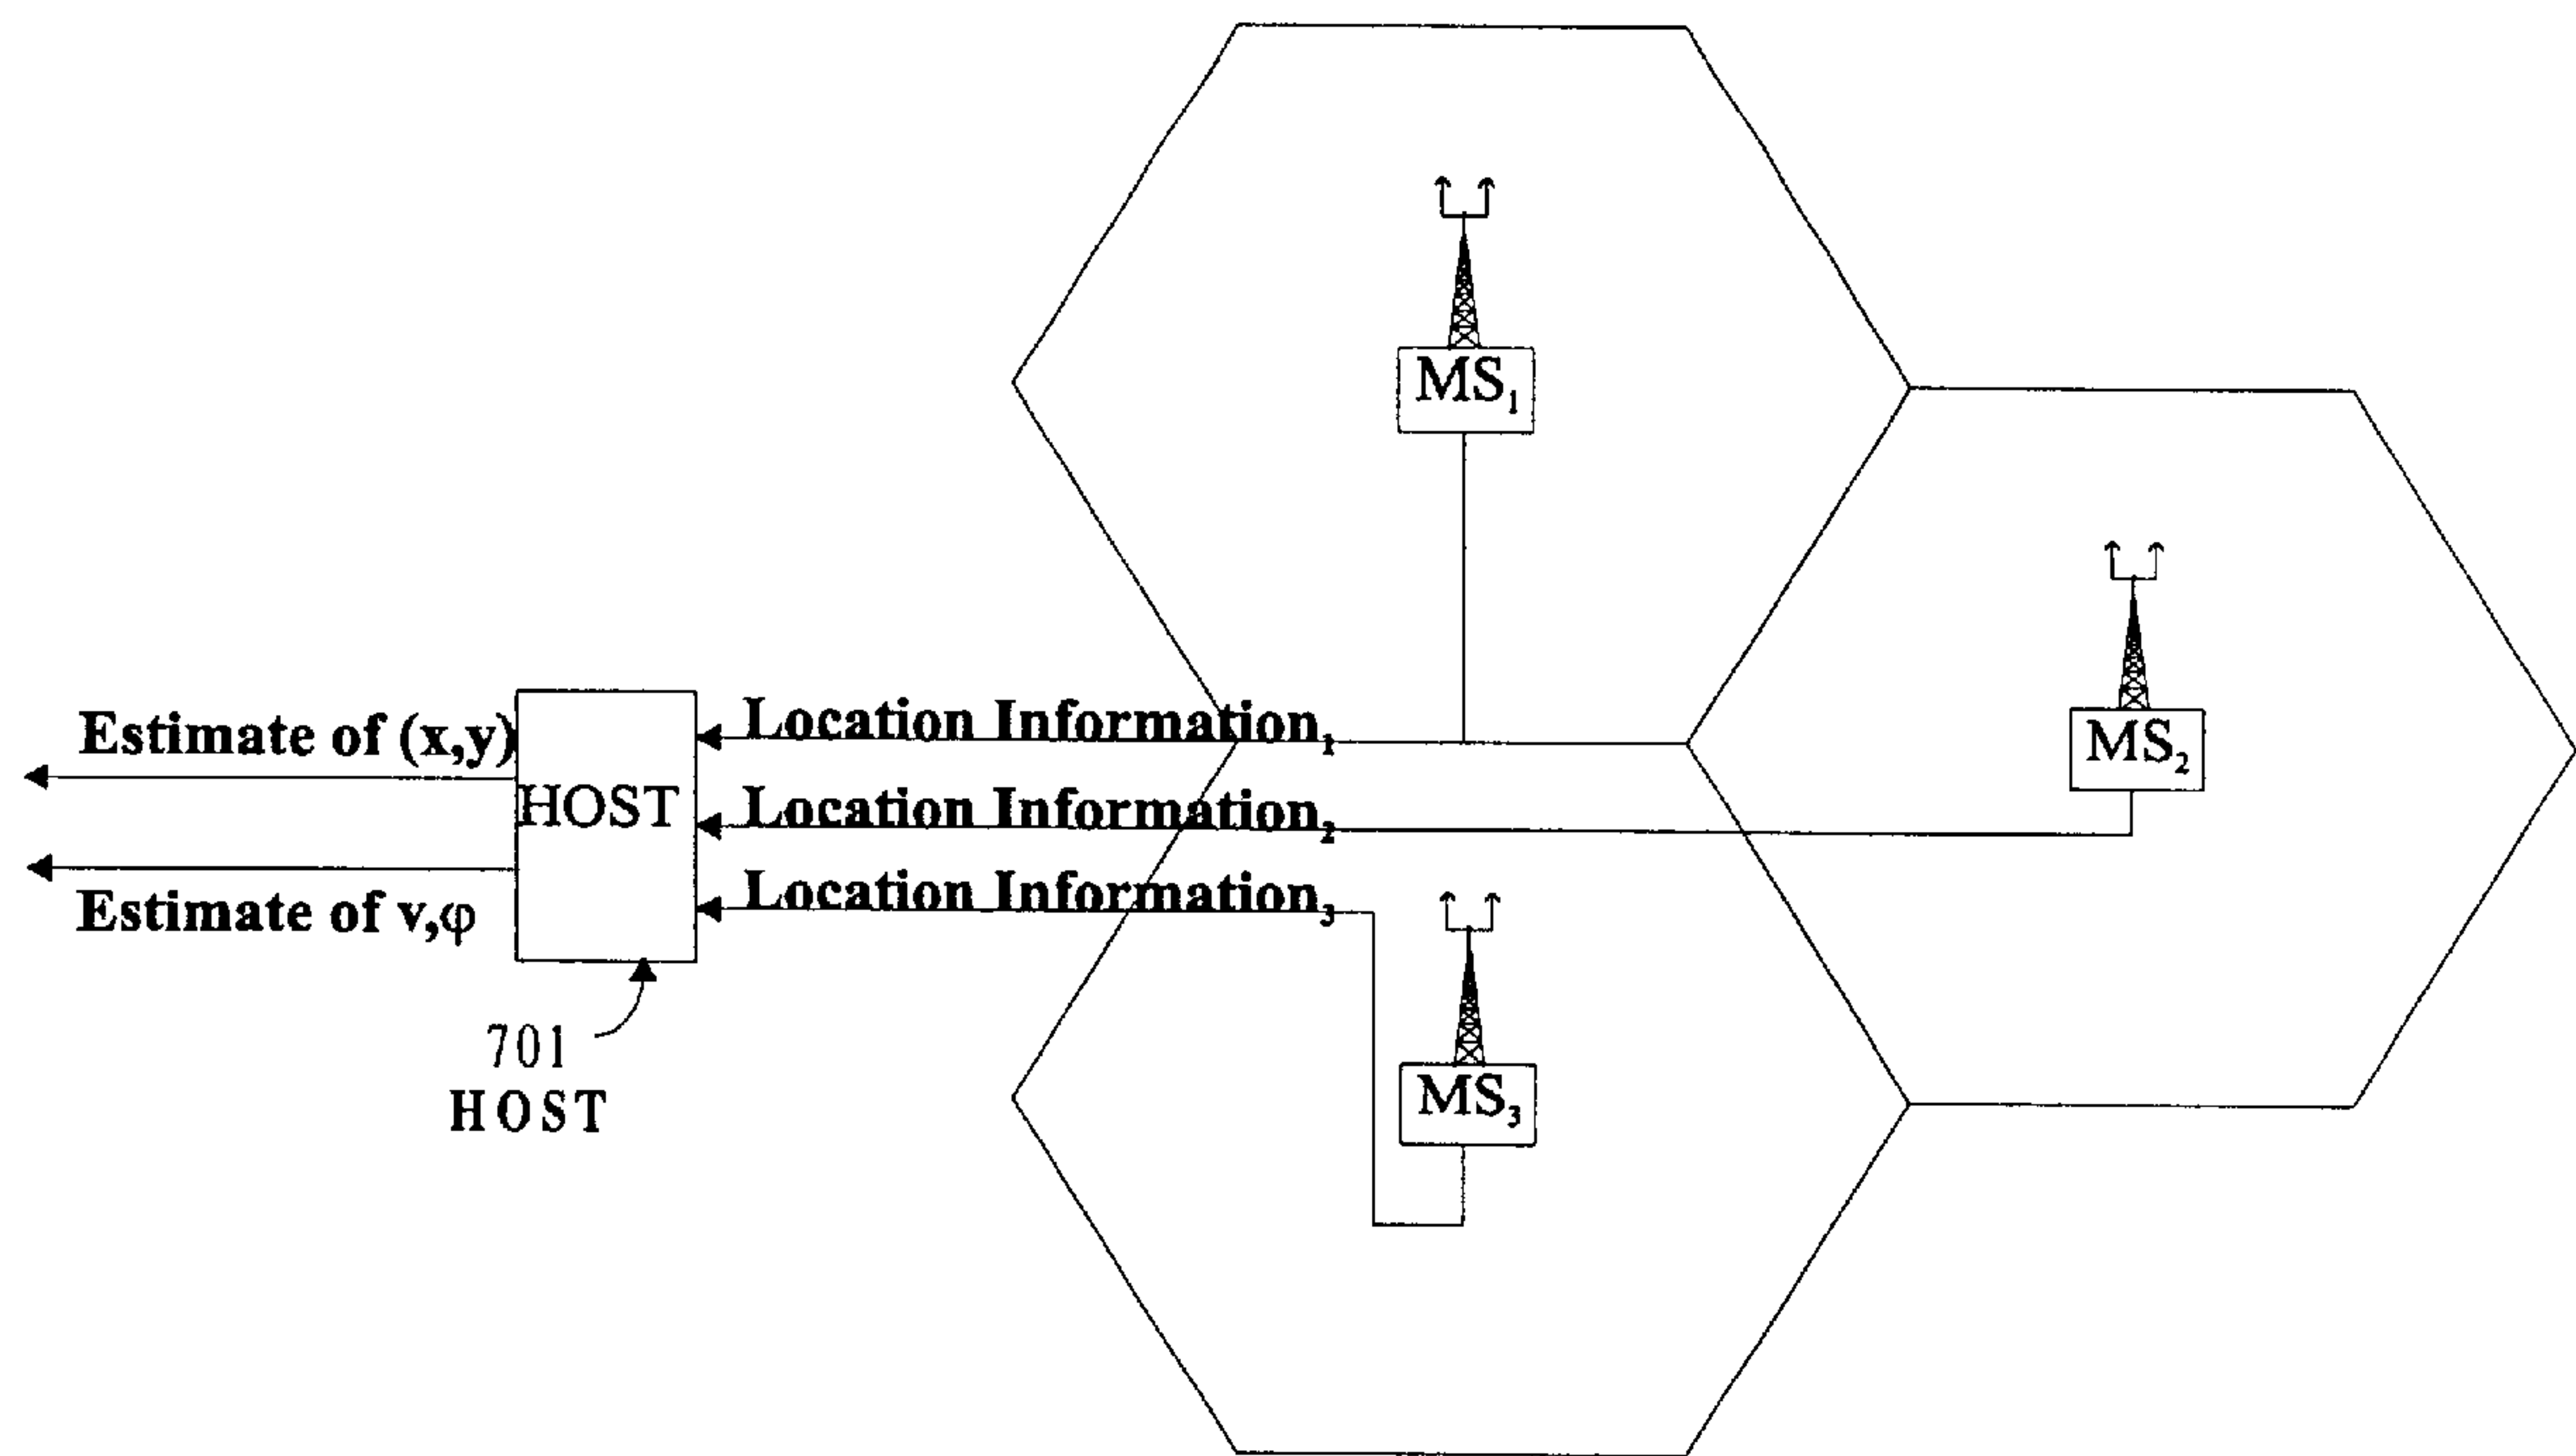 MS₁
MS₂
Location Information₁
Estimate of (x,y)
HOST
Location Information₂
Location Information₃
Estimate of v,φ
701
HOST
MS₃